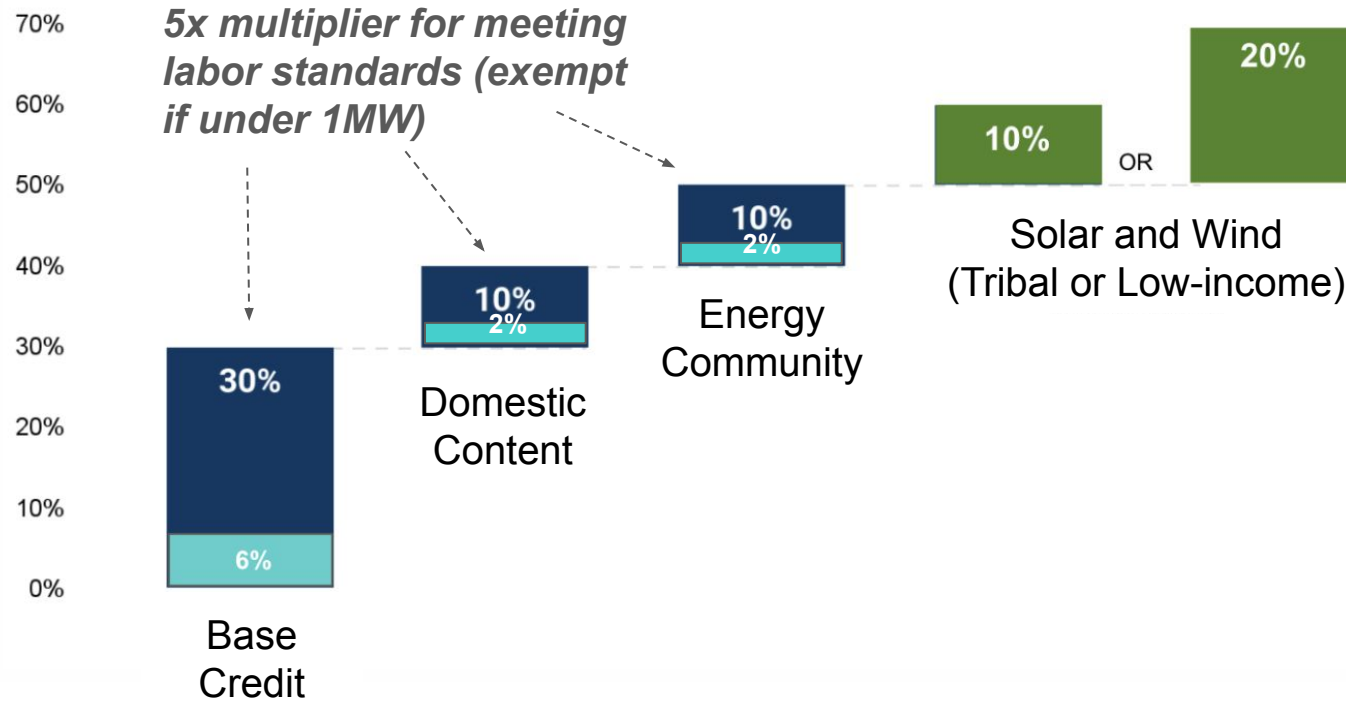 70%
60%
50%
40%
30%
20%
10%
0%
5x multiplier for meeting
labor standards (exempt
if under 1MW)
30%
6%
Base
Credit
10%
2%
Domestic
Content
10%
2%
Energy
Community
10%
OR
20%
Solar and Wind
(Tribal or Low-income)